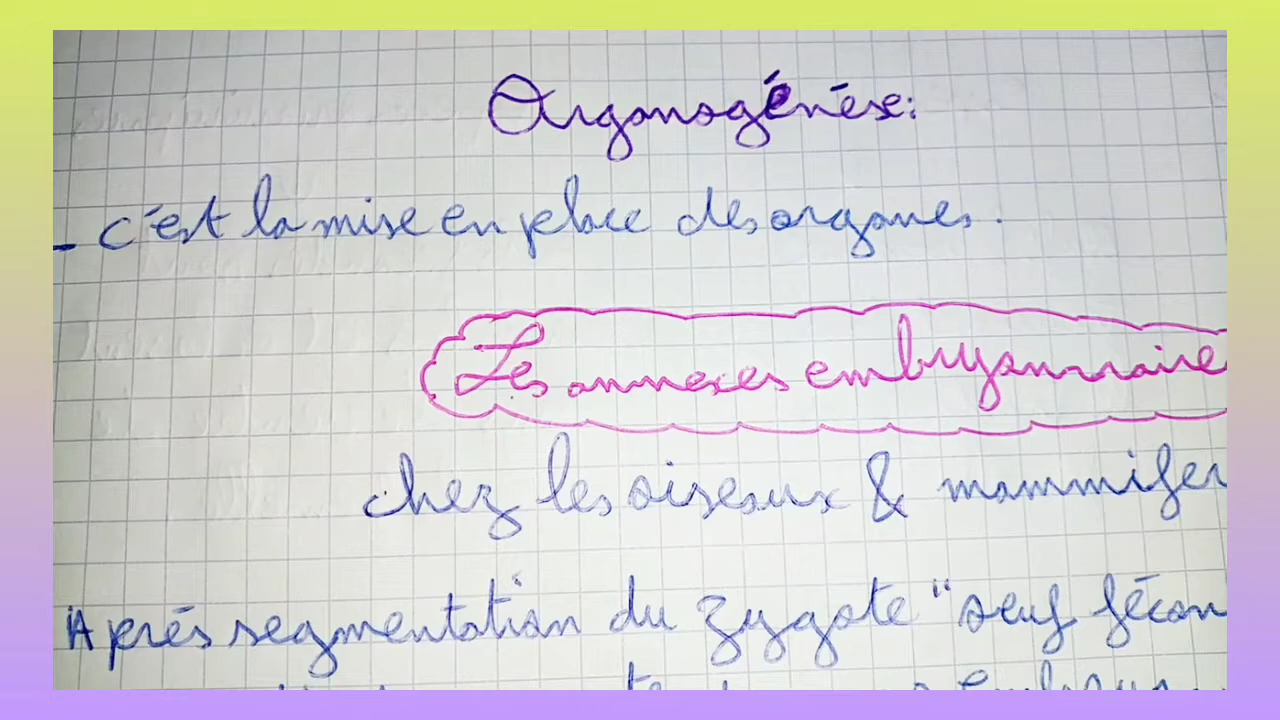 Organogénèse:
- c'est la mise en place des organes.
Les annexes embryonnaire
chez les oiseaux & mammifer
Après segmentation du zygote "oeuf fécon